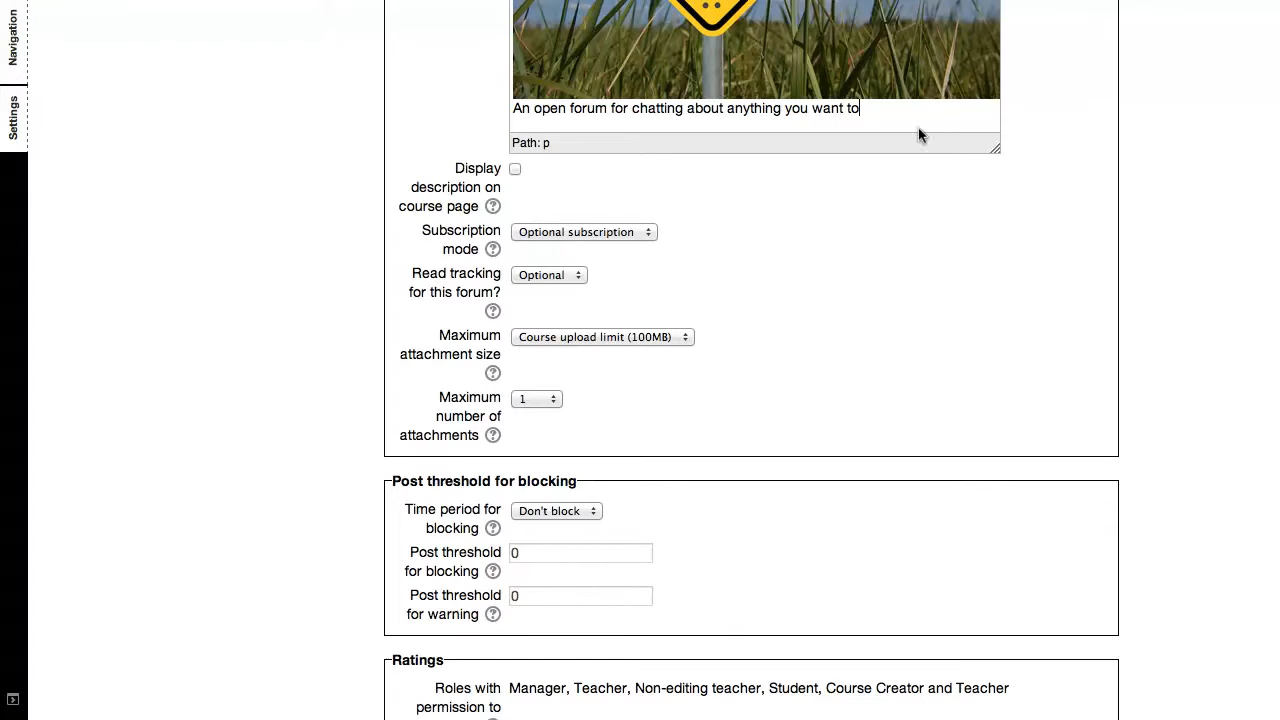 Navigation
Settings
An open forum for chatting about anything you want to
Path: p
Display
description on
course page
Subscription
mode
Optional subscription
Read tracking
for this forum?
Optional
Maximum
attachment size
Course upload limit (100MB)
Maximum
number of
attachments
1
Post threshold for blocking
Time period for
blocking
Don't block
Post threshold
for blocking
0
Post threshold
for warning
0
Ratings
Roles with
permission to
Manager, Teacher, Non-editing teacher, Student, Course Creator and Teacher